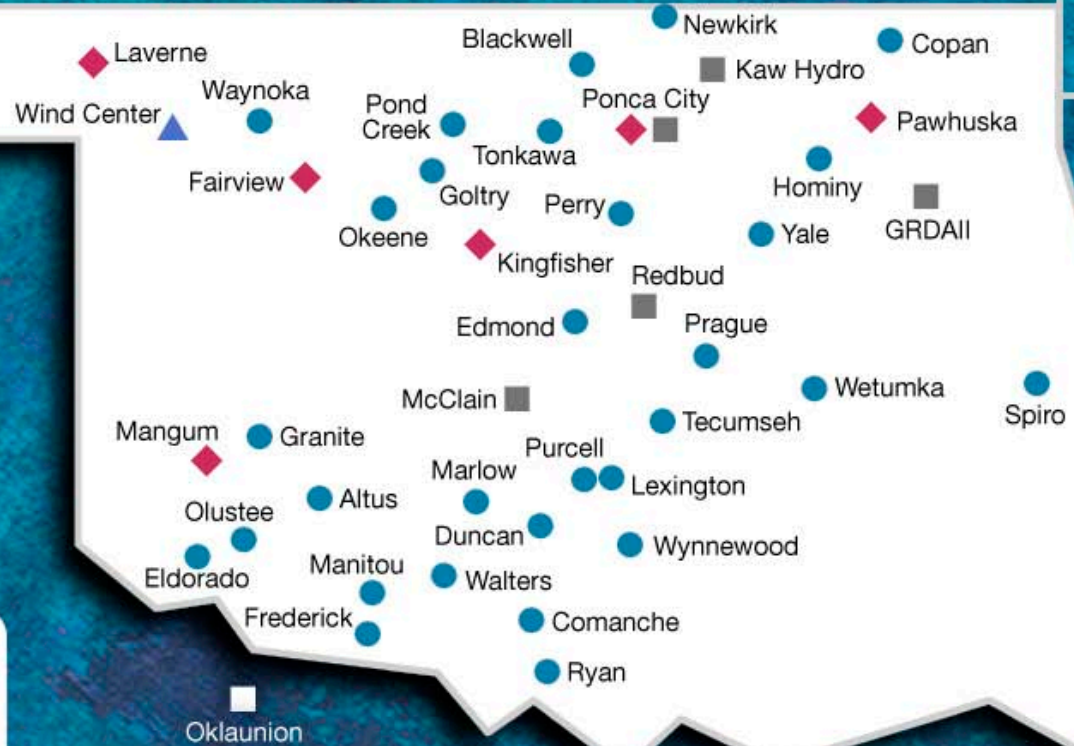 Newkirk
Blackwell
Copan
Laverne
Kaw Hydro
Waynoka
Ponca City
Wind Center
Pond
Creek
Pawhuska
Tonkawa
Fairview
Goltry
Hominy
Perry
Okeene
Yale
GRDAII
Kingfisher
Redbud
Edmond
Prague
McClain
Wetumka
Spiro
Tecumseh
Mangum
Granite
Purcell
Marlow
Lexington
Altus
Olustee
Duncan
Wynnewood
Eldorado
Manitou
Walters
Frederick
Comanche
Ryan
Oklaunion